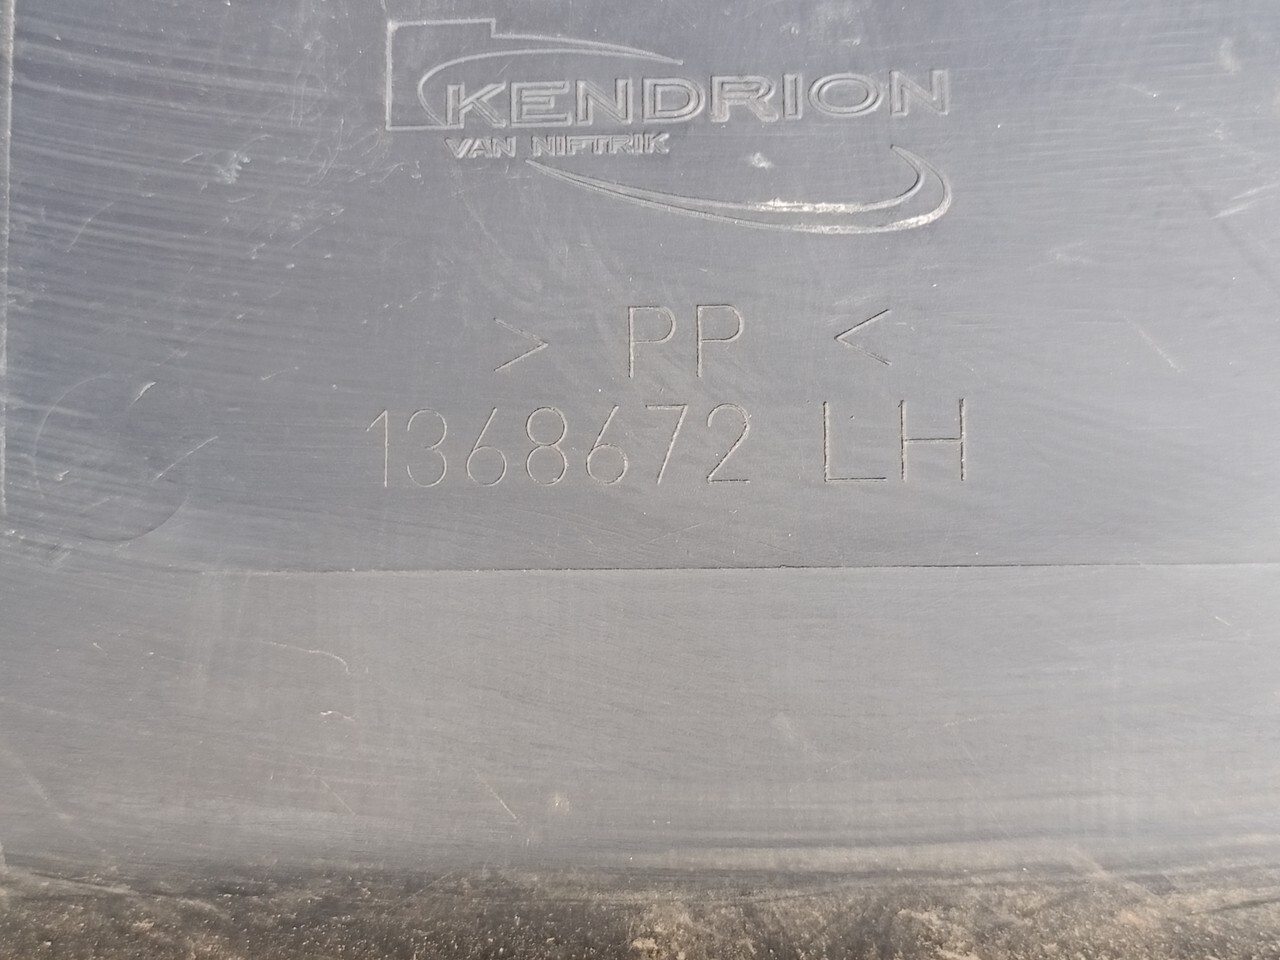 KENDRION
VAN NIFTRIK
> PP <
1368672 LH